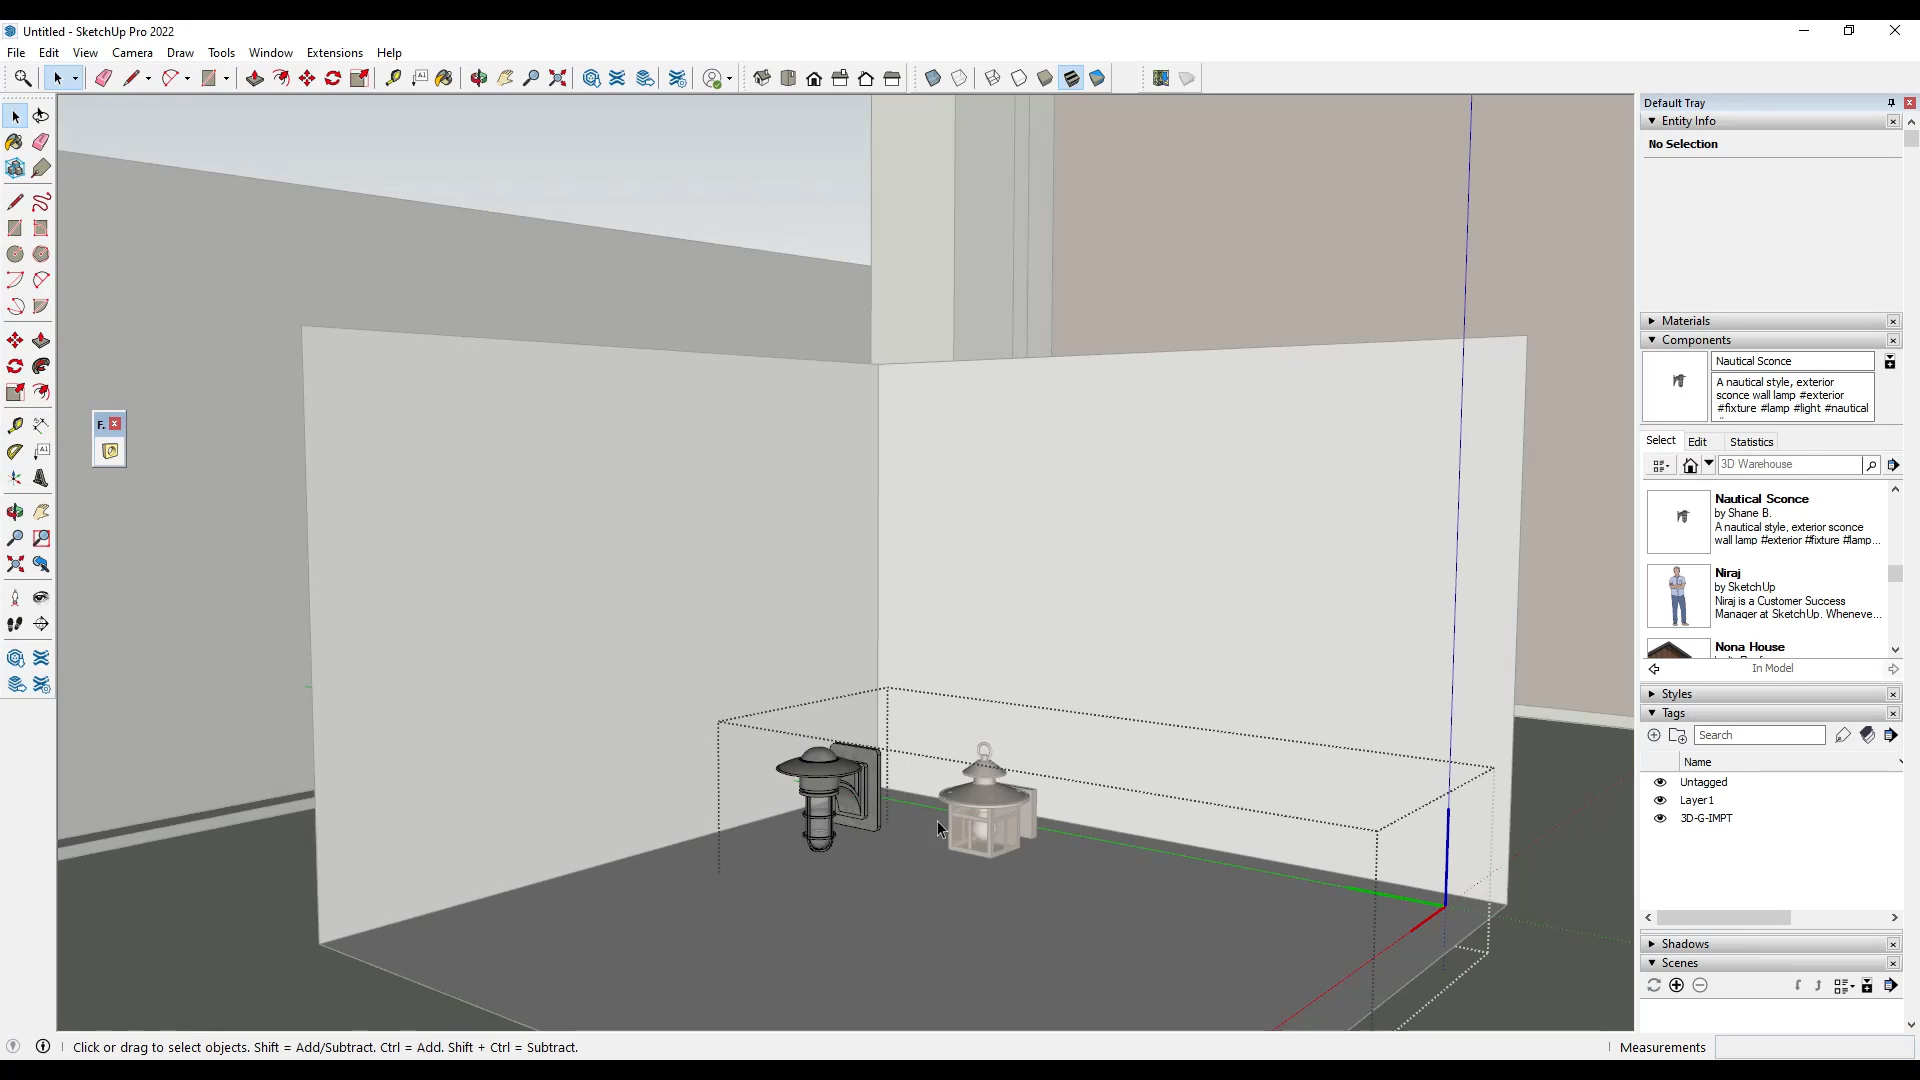 Untitled - SketchUp Pro 2022
File Edit View Camera Draw Tools Window Extensions Help
Default Tray
Entity Info
No Selection
Materials
Components
Nautical Sconce
A nautical style, exterior
sconce wall lamp #exterior
#fixture #lamp #light #nautical
F.
Select Edit Statistics
3D Warehouse
Nautical Sconce
by Shane B.
A nautical style, exterior sconce
wall lamp #exterior #fixture #lamp...
Niraj
by SketchUp
Niraj is a Customer Success
Manager at SketchUp. Wheneve...
Nona House
In Model
Styles
Tags
Search
Name
Untagged
Layer1
3D-G-IMPT
Shadows
Scenes
Click or drag to select objects. Shift = Add/Subtract. Ctrl = Add. Shift + Ctrl = Subtract.
Measurements